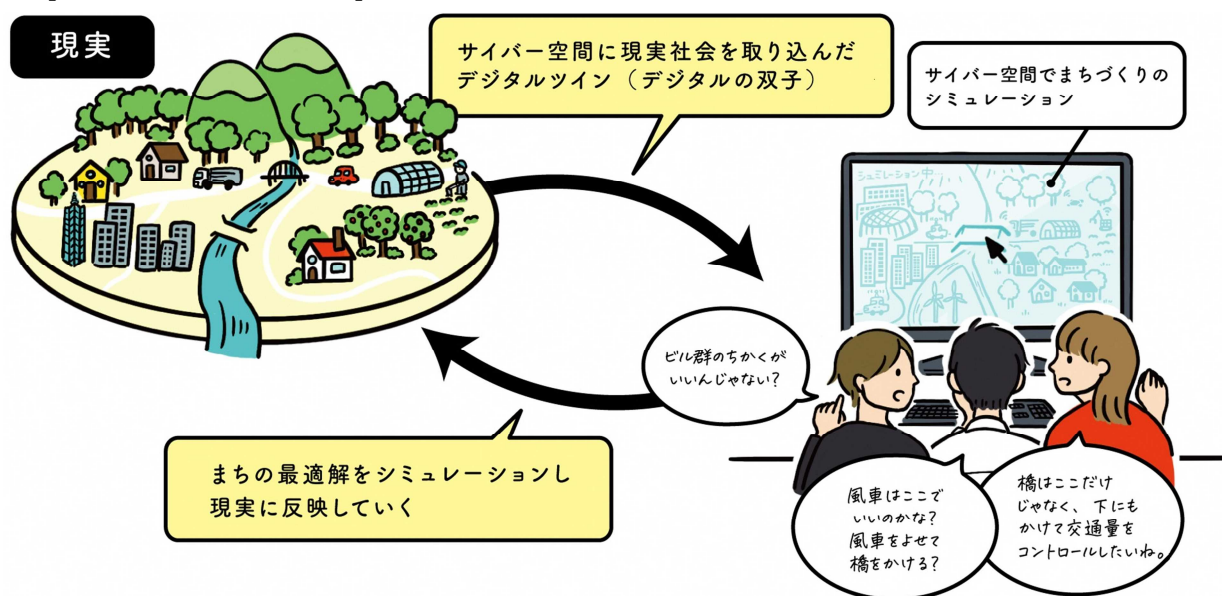 現実
サイバー空間に現実社会を取り込んだ
デジタルツイン（デジタルの双子）
サイバー空間でまちづくりの
シミュレーション
シュミレーション中
ビル群のちかくが
いいんじゃない?
まちの最適解をシミュレーションし
現実に反映していく
風車はここで
いいのかな?
風車をよせて
橋をかける?
橋はここだけ
じゃなく、下にも
かけて交通量を
コントロールしたいね。